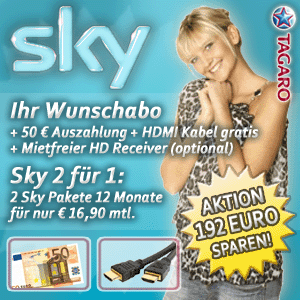 sky
TAGARO
Ihr Wunschabo
+ 50 € Auszahlung + HDMI Kabel gratis
+ Mietfreier HD Receiver (optional)
Sky 2 für 1:
2 Sky Pakete 12 Monate
für nur € 16,90 mtl.
AKTION
192 EURO
SPAREN!
50